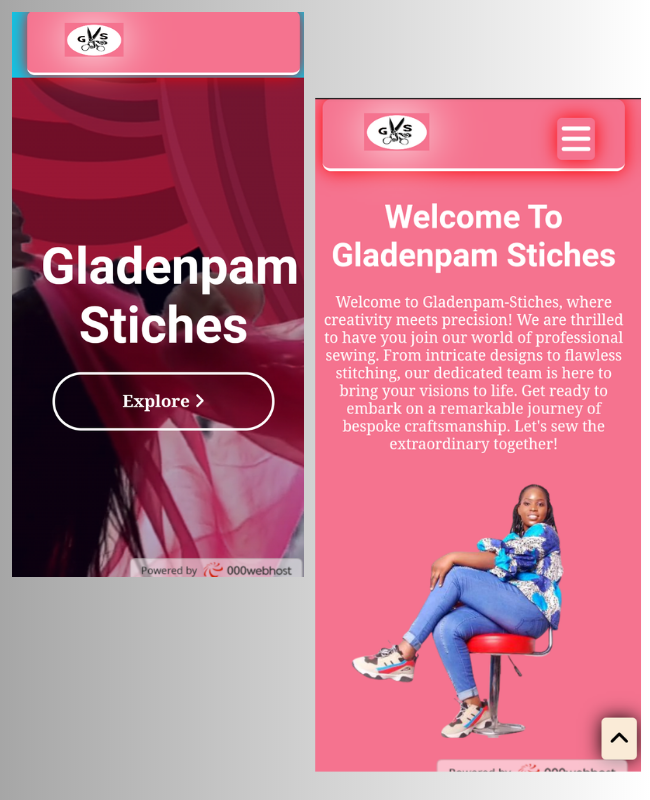 GS
Gladenpam
Stiches
Explore
Powered by 000webhost
GS
Welcome To
Gladenpam Stiches
Welcome to Gladenpam-Stiches, where
creativity meets precision! We are thrilled
to have you join our world of professional
sewing. From intricate designs to flawless
stitching, our dedicated team is here to
bring your visions to life. Get ready to
embark on a remarkable journey of
bespoke craftsmanship. Let's sew the
extraordinary together!
Powered by 000webhost